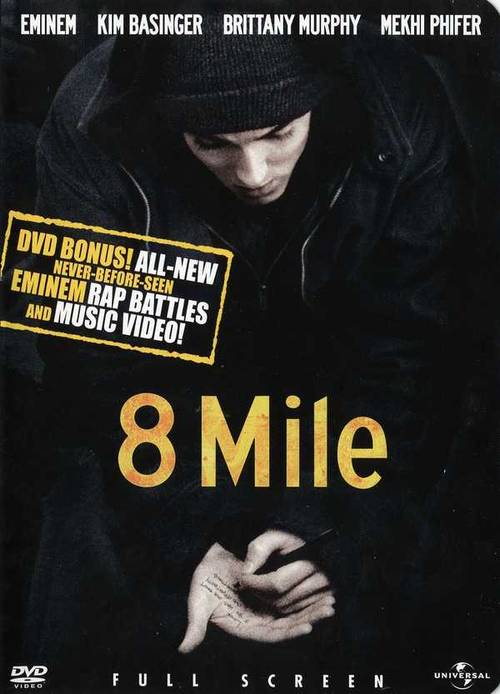 EMINEM KIM BASINGER BRITTANY MURPHY MEKHI PHIFER
DVD BONUS! ALL-NEW
NEVER-BEFORE-SEEN
EMINEM RAP BATTLES
AND MUSIC VIDEO!
8 Mile
DVD
VIDEO
FULL SCREEN
UNIVERSAL